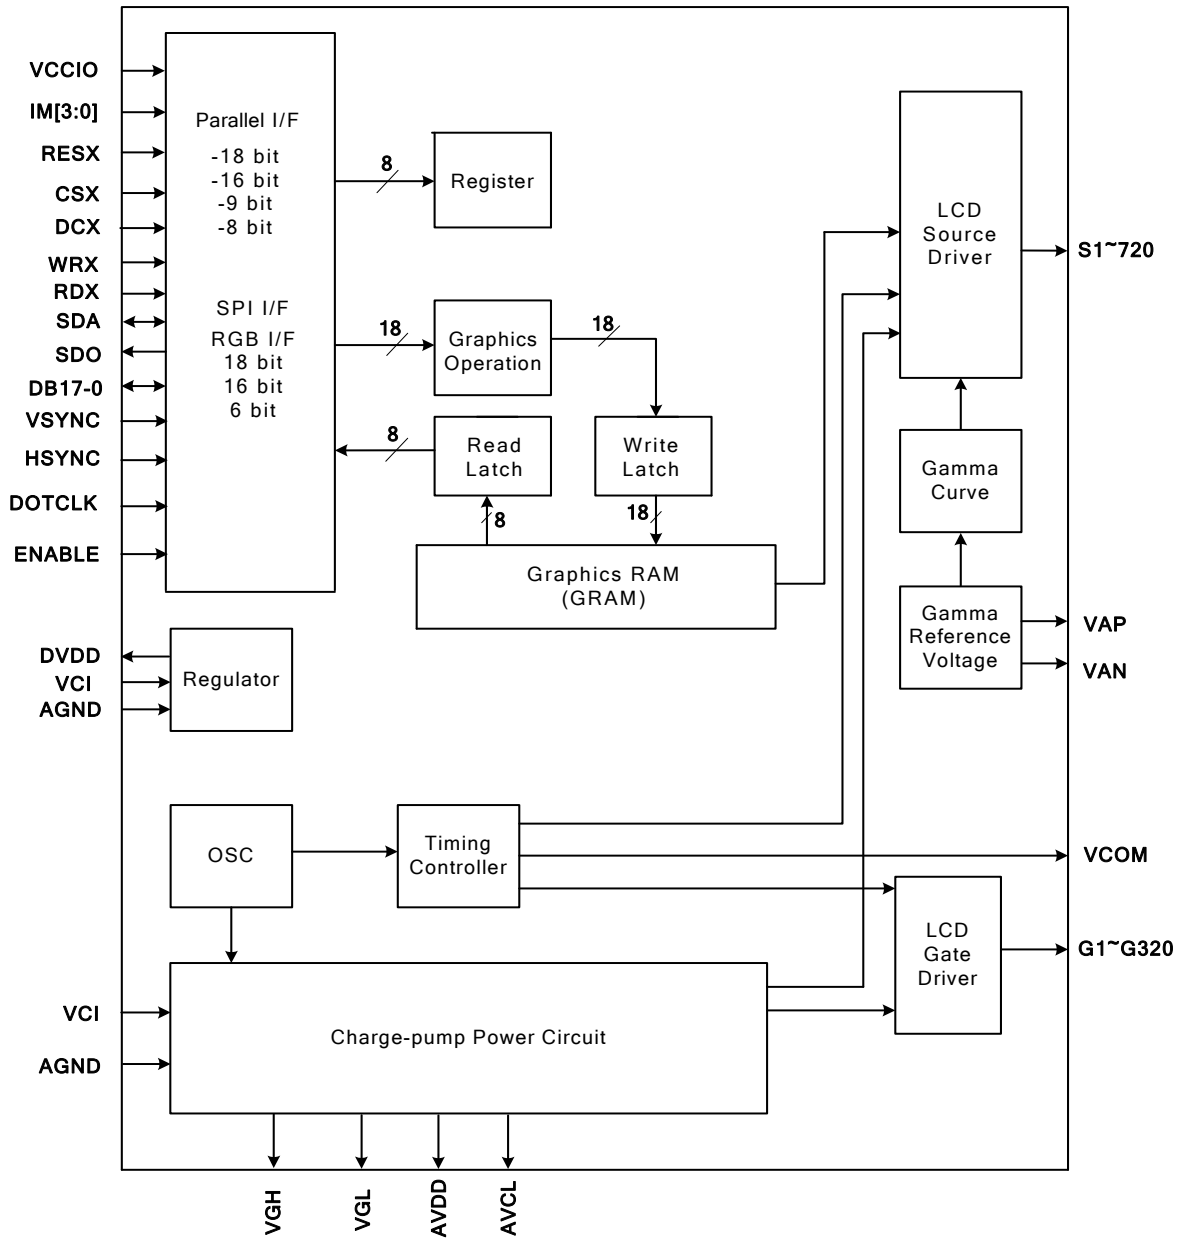 VCCIO
IM[3:0]
RESX
CSX
DCX
WRX
RDX
SDA
SDO
DB17-0
VSYNC
HSYNC
DOTCLK
ENABLE
Parallel I/F
-18 bit
-16 bit
-9 bit
-8 bit
SPI I/F
RGB I/F
18 bit
16 bit
6 bit
8
Register
18
Graphics
Operation
18
8
Read
Latch
Write
Latch
8
18
Graphics RAM
(GRAM)
LCD
Source
Driver
S1~720
Gamma
Curve
Gamma
Reference
Voltage
VAP
VAN
DVDD
VCI
AGND
Regulator
OSC
Timing
Controller
VCOM
LCD
Gate
Driver
G1~G320
VCI
AGND
Charge-pump Power Circuit
VGH
VGL
AVDD
AVCL